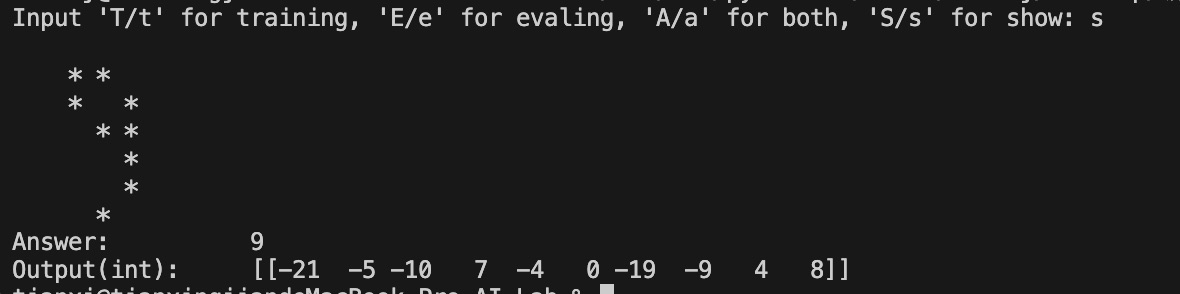 Input 'T/t' for training, 'E/e' for evaling, 'A/a' for both, 'S/s' for show: s
    * *
    *   *
      * *
        *
        *
      *
Answer:          9
Output(int):     [[-21  -5 -10   7  -4   0 -19  -9   4   8]]